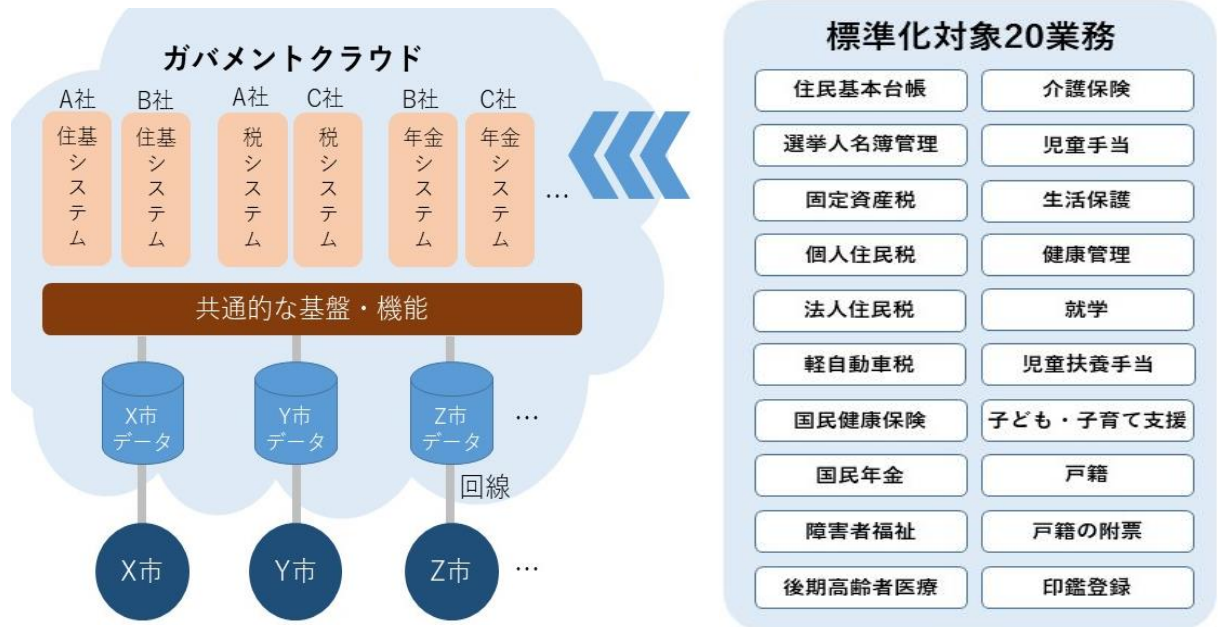 ガバメントクラウド
A社
B社
A社
C社
B社
C社
住基システム
住基システム
税システム
税システム
年金システム
年金システム
…
共通的な基盤・機能
X市
データ
Y市
データ
Z市
データ
…
回線
X市
Y市
Z市
…
標準化対象20業務
住民基本台帳
介護保険
選挙人名簿管理
児童手当
固定資産税
生活保護
個人住民税
健康管理
法人住民税
就学
軽自動車税
児童扶養手当
国民健康保険
子ども・子育て支援
国民年金
戸籍
障害者福祉
戸籍の附票
後期高齢者医療
印鑑登録